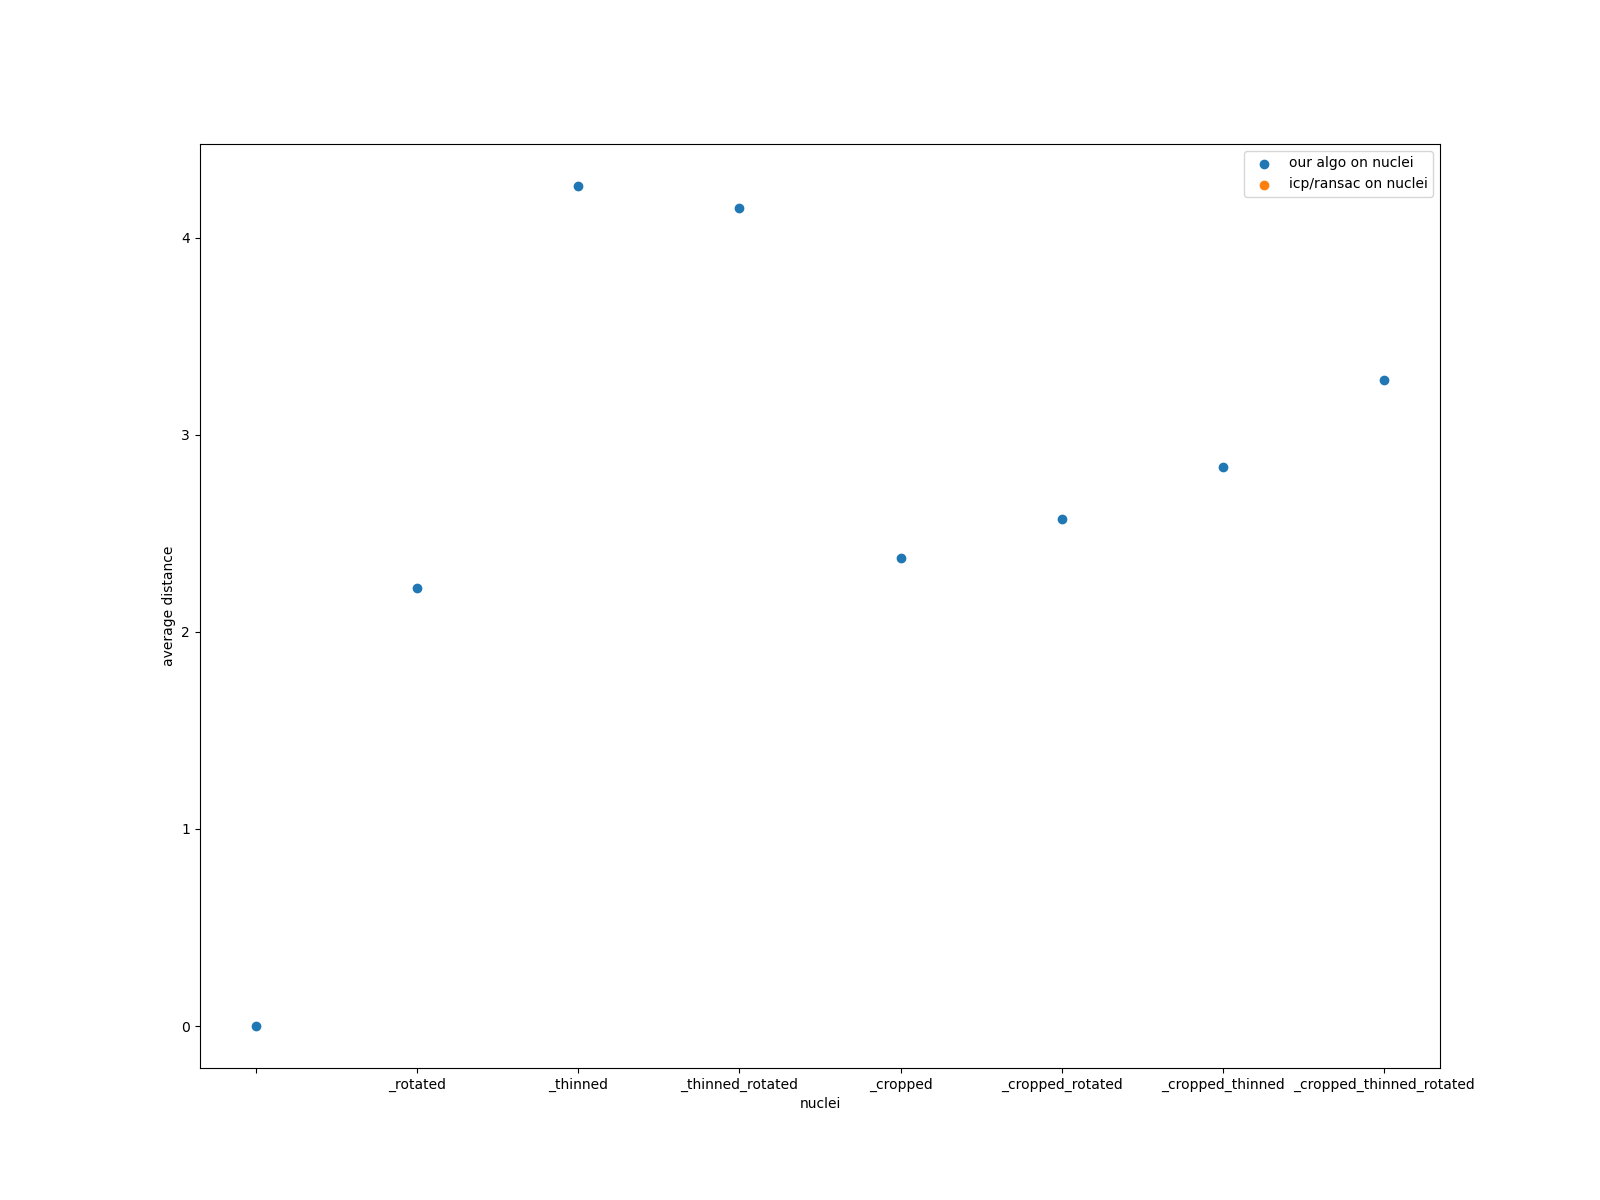 our algo on nuclei
icp/ransac on nuclei
4
3
2
1
0
average distance
_rotated
_thinned
_thinned_rotated
_cropped
_cropped_rotated
_cropped_thinned
_cropped_thinned_rotated
nuclei